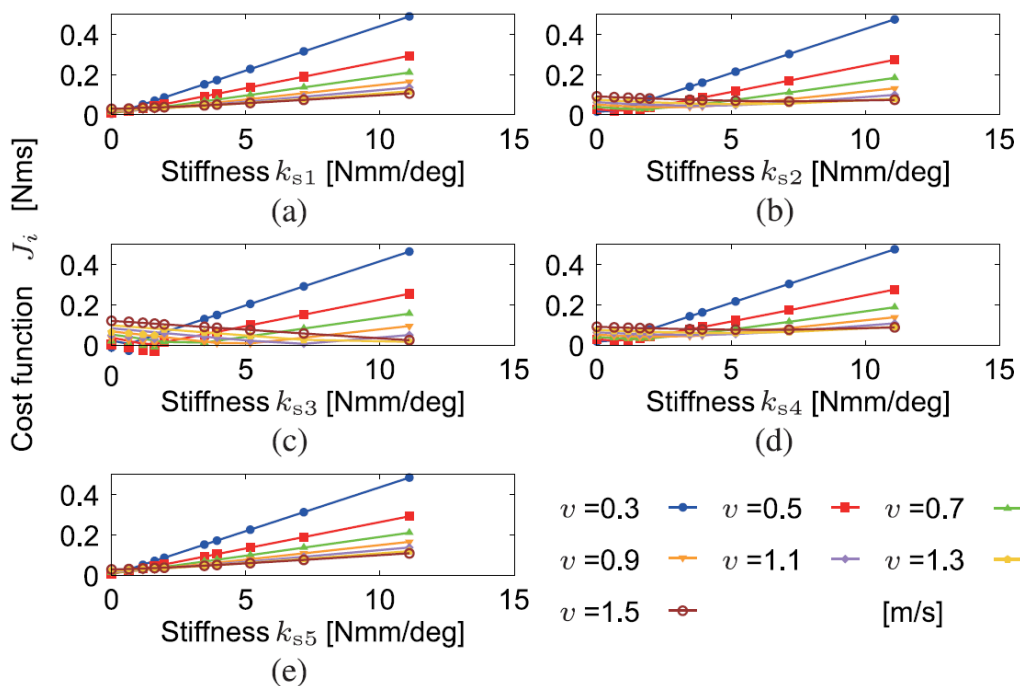 Cost function J_i [Nms]
0.4
0.2
0
0 5 10 15
Stiffness k_s1 [Nmm/deg]
(a)
0.4
0.2
0
0 5 10 15
Stiffness k_s2 [Nmm/deg]
(b)
0.4
0.2
0
0 5 10 15
Stiffness k_s3 [Nmm/deg]
(c)
0.4
0.2
0
0 5 10 15
Stiffness k_s4 [Nmm/deg]
(d)
0.4
0.2
0
0 5 10 15
Stiffness k_s5 [Nmm/deg]
(e)
v =0.3 v =0.5 v =0.7
v =0.9 v =1.1 v =1.3
v =1.5 [m/s]